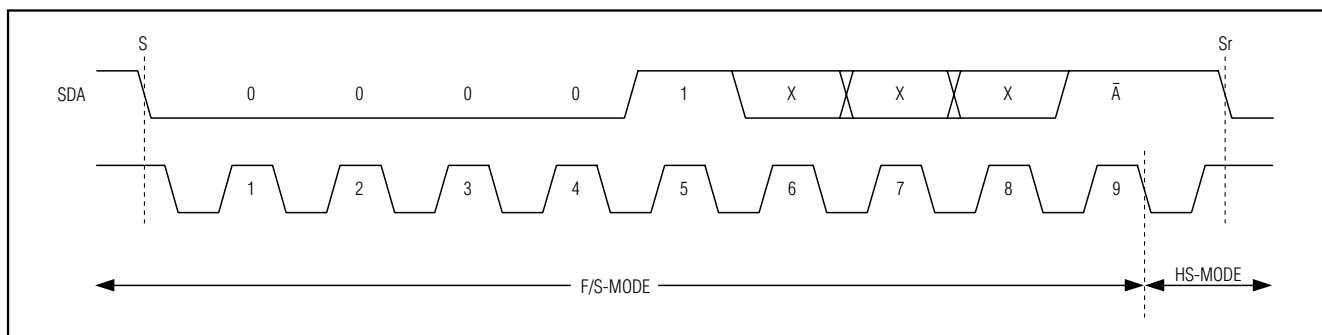 S Sr
SDA 0 0 0 0 1 X X X Ā
1 2 3 4 5 6 7 8 9
F/S-MODE HS-MODE